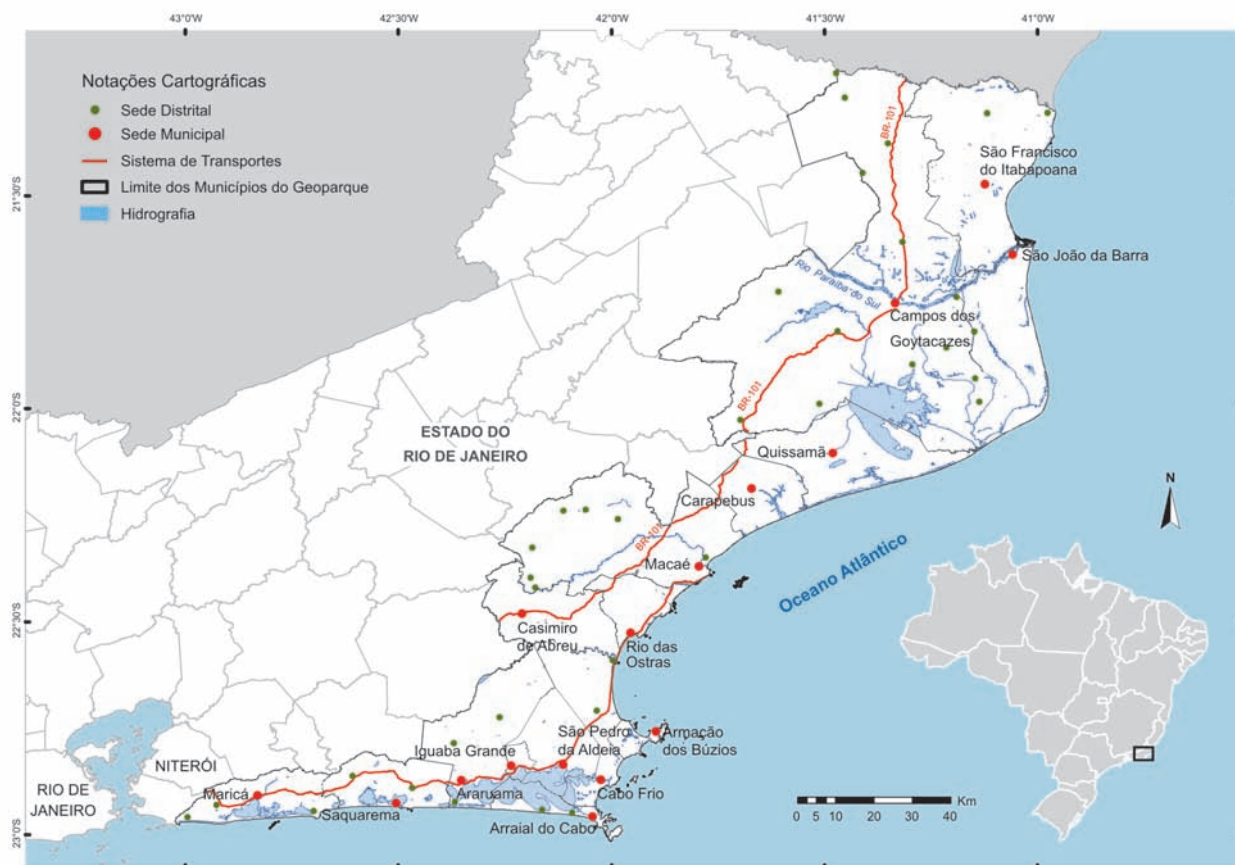 43°0'W
42°30'W
42°0'W
41°30'W
41°0'W
Notações Cartográficas
Sede Distrital
Sede Municipal
Sistema de Transportes
Limite dos Municípios do Geoparque
Hidrografia
21°30'S
22°0'S
22°30'S
23°0'S
BR-101
São Francisco
do Itabapoana
São João da Barra
Rio Paraíba do Sul
Campos dos
Goytacazes
BR-101
ESTADO DO
RIO DE JANEIRO
Quissamã
Carapebus
BR-101
Macaé
Oceano Atlântico
N
Casimiro
de Abreu
Rio das
Ostras
São Pedro
da Aldeia
Armação
dos Búzios
Iguaba Grande
NITERÓI
RIO DE
JANEIRO
Maricá
Saquarema
Araruama
Cabo Frio
Arraial do Cabo
0 5 10 20 30 40
Km